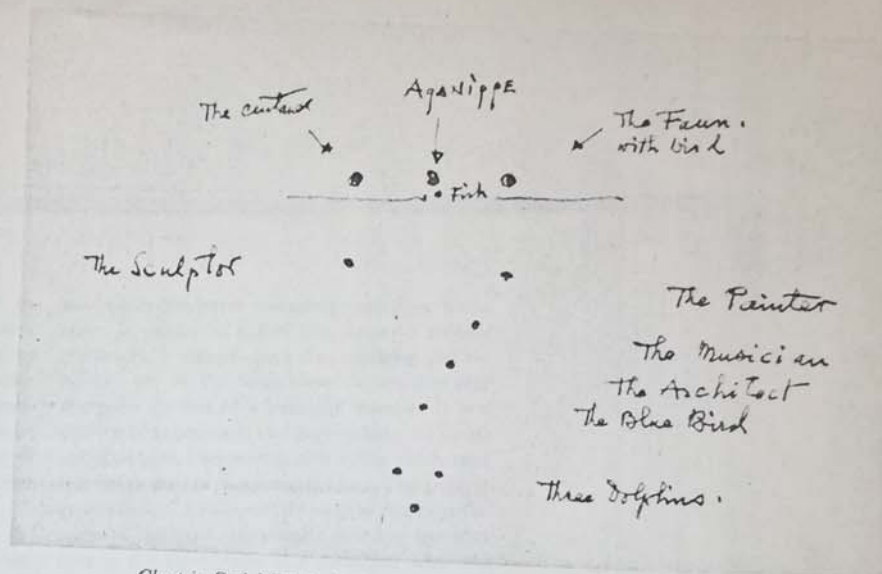 The centaur
AgaNippE
The Faun.
with bird
Fish
The Sculptor
The Painter
The Musician
The Architect
The Blue Bird
Three Dolphins.